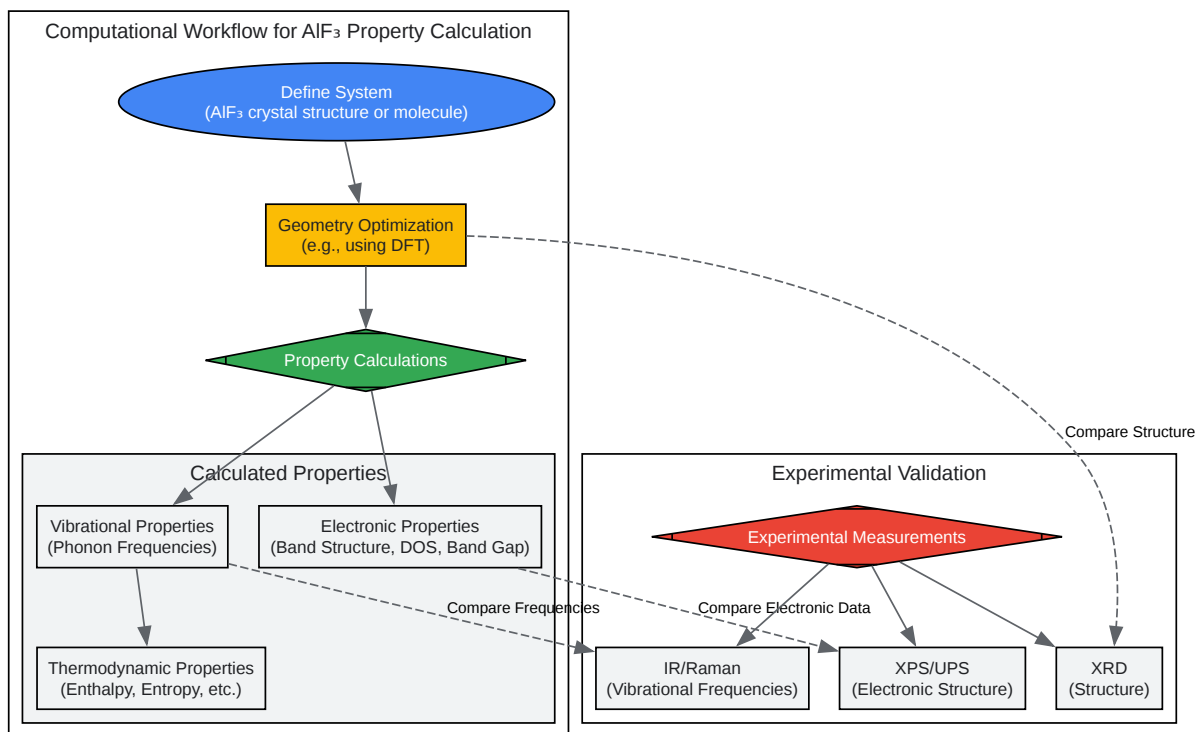 Computational Workflow for AlF₃ Property Calculation
Define System
(AlF₃ crystal structure or molecule)
Geometry Optimization
(e.g., using DFT)
Property Calculations
Compare Structure
Calculated Properties
Experimental Validation
Vibrational Properties
(Phonon Frequencies)
Electronic Properties
(Band Structure, DOS, Band Gap)
Experimental Measurements
Compare Frequencies
Compare Electronic Data
Thermodynamic Properties
(Enthalpy, Entropy, etc.)
IR/Raman
(Vibrational Frequencies)
XPS/UPS
(Electronic Structure)
XRD
(Structure)